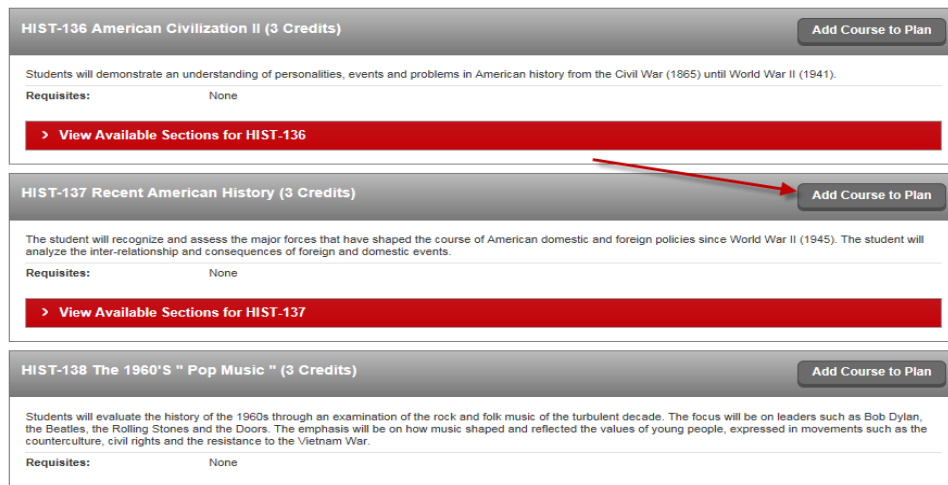 HIST-136 American Civilization II (3 Credits)
Add Course to Plan
Students will demonstrate an understanding of personalities, events and problems in American history from the Civil War (1865) until World War II (1941).
Requisites: None
> View Available Sections for HIST-136
HIST-137 Recent American History (3 Credits)
Add Course to Plan
The student will recognize and assess the major forces that have shaped the course of American domestic and foreign policies since World War II (1945). The student will
analyze the inter-relationship and consequences of foreign and domestic events.
Requisites: None
> View Available Sections for HIST-137
HIST-138 The 1960'S " Pop Music " (3 Credits)
Add Course to Plan
Students will evaluate the history of the 1960s through an examination of the rock and folk music of the turbulent decade. The focus will be on leaders such as Bob Dylan,
the Beatles, the Rolling Stones and the Doors. The emphasis will be on how music shaped and reflected the values of young people, expressed in movements such as the
counterculture, civil rights and the resistance to the Vietnam War.
Requisites: None